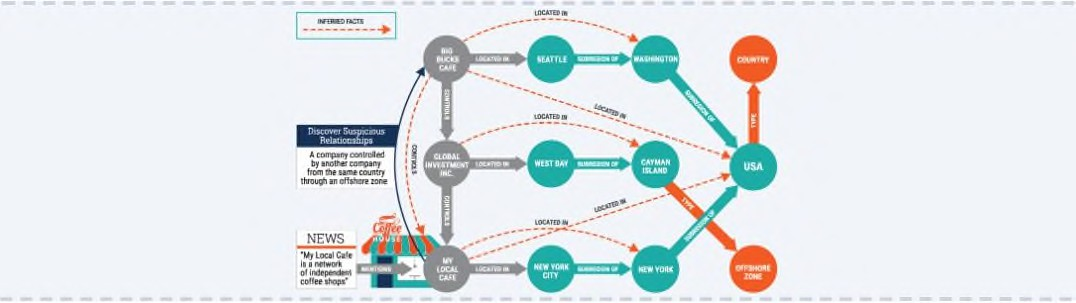 INFERRED FACTS
LOCATED IN
BIG
BUCKS
CAFE
LOCATED IN
SEATTLE
SUBREGION OF
WASHINGTON
COUNTRY
CONTROLS
LOCATED IN
SUBREGION OF
TYPE
LOCATED IN
Discover Suspicious
Relationships
A company controlled
by another company
from the same country
through an offshore zone
CONTROLS
GLOBAL
INVESTMENT
INC.
LOCATED IN
WEST BAY
SUBREGION OF
CAYMAN
ISLAND
USA
CONTROLS
LOCATED IN
TYPE
SUBREGION OF
LOCATED IN
Coffee
HOUSE
NEWS
"My Local Cafe
is a network
of independent
coffee shops"
MENTIONS
MY
LOCAL
CAFE
LOCATED IN
NEW YORK
CITY
SUBREGION OF
NEW YORK
OFFSHORE
ZONE